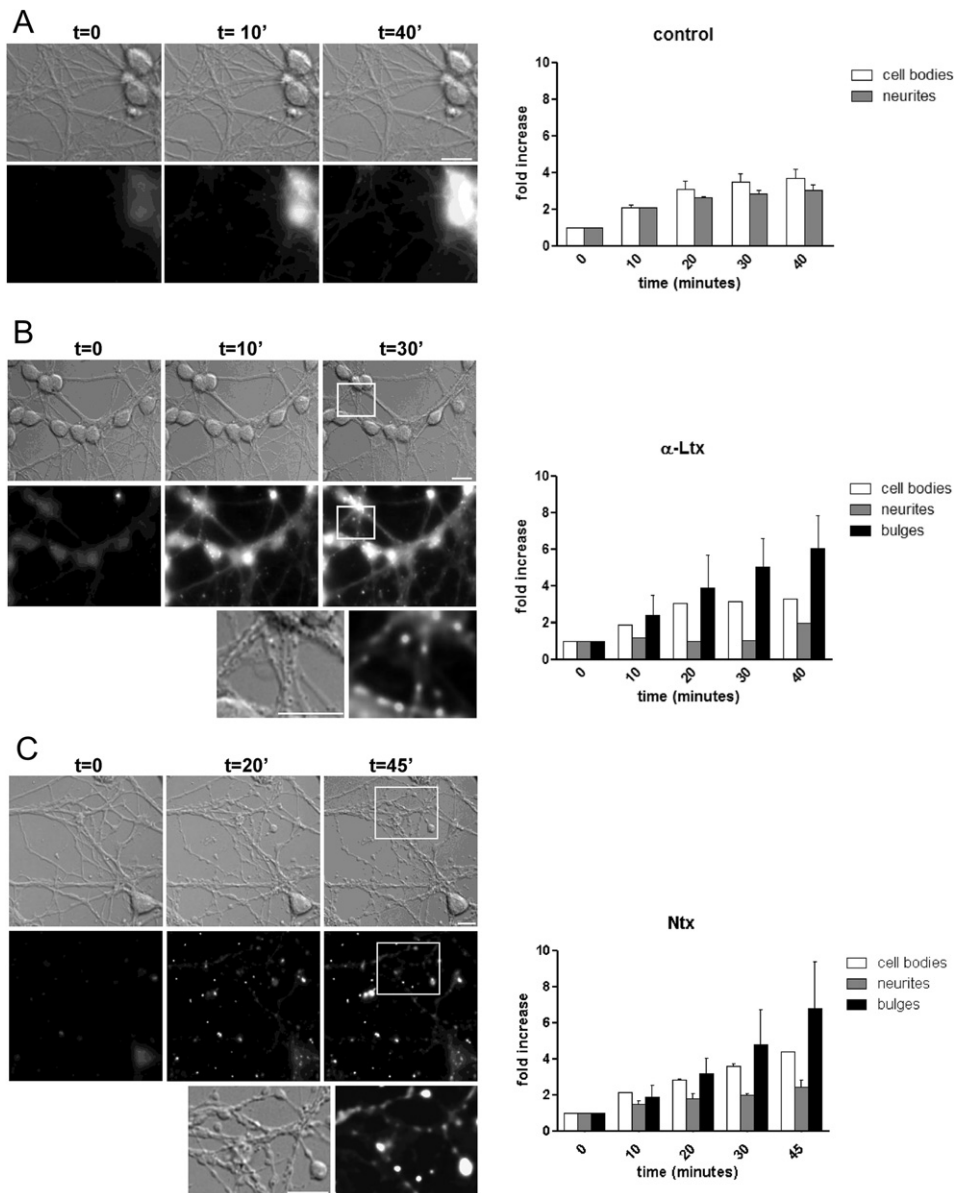 A
t=0 t= 10' t=40'
control
10
8
6
4
2
0
fold increase
cell bodies
neurites
0 10 20 30 40
time (minutes)
B
t=0 t=10' t=30'
α-Ltx
10
8
6
4
2
0
fold increase
cell bodies
neurites
bulges
0 10 20 30 40
time (minutes)
C
t=0 t=20' t=45'
Ntx
10
8
6
4
2
0
fold increase
cell bodies
neurites
bulges
0 10 20 30 45
time (minutes)